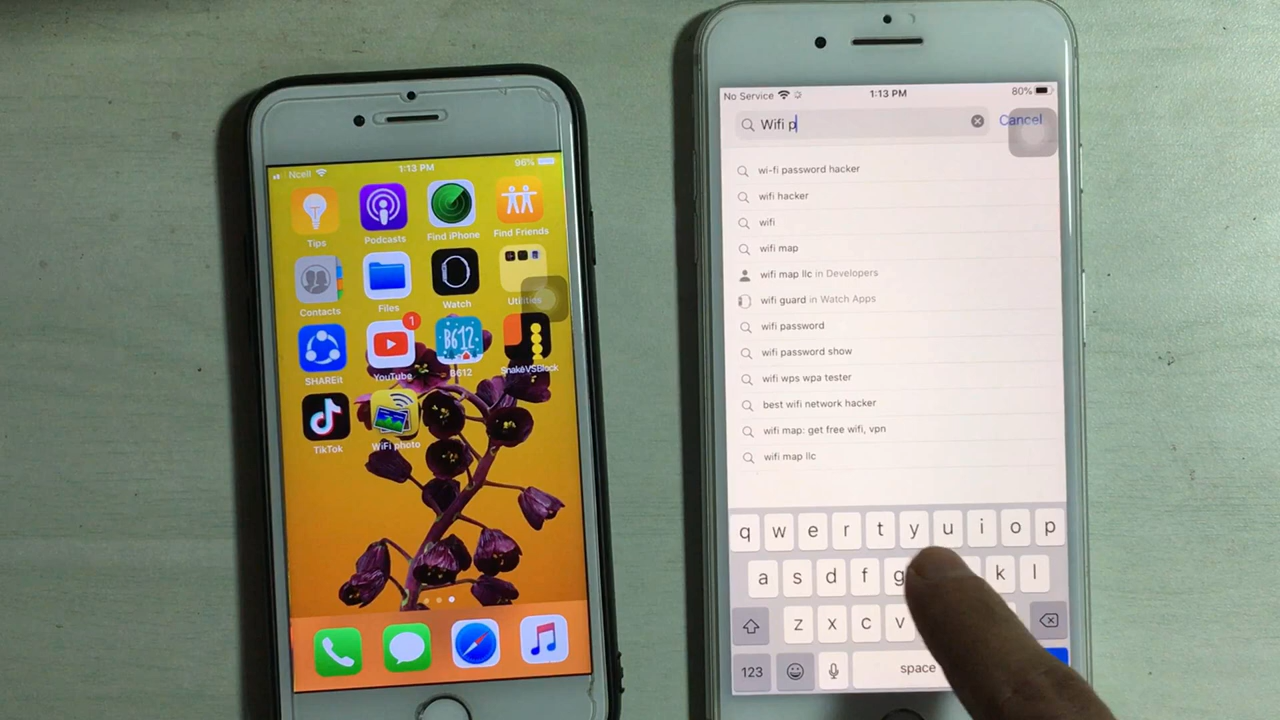 Ncell
1:13 PM
96%
Tips
Podcasts
Find iPhone
Find Friends
Contacts
Files
Watch
Utilities
SHAREit
1
YouTube
B612
B612
SnakeVSBlock
TikTok
WiFi photo
No Service
1:13 PM
80%
Wifi p
Cancel
wi-fi password hacker
wifi hacker
wifi
wifi map
wifi map llc in Developers
wifi guard in Watch Apps
wifi password
wifi password show
wifi wps wpa tester
best wifi network hacker
wifi map: get free wifi, vpn
wifi map llc
q w e r t y u i o p
a s d f g k l
z x c v
123
space